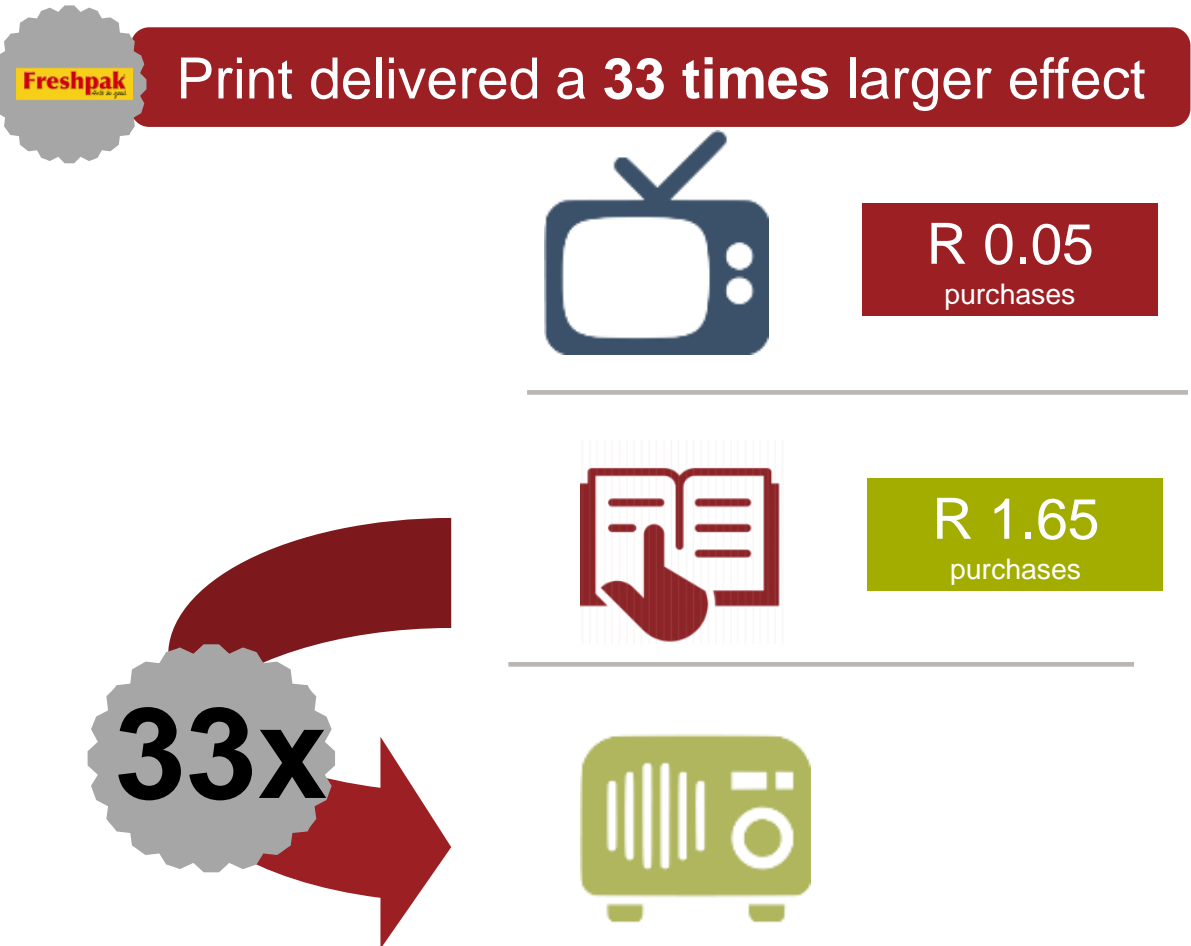 Freshpak
Print delivered a 33 times larger effect
R 0.05
purchases
R 1.65
purchases
33x